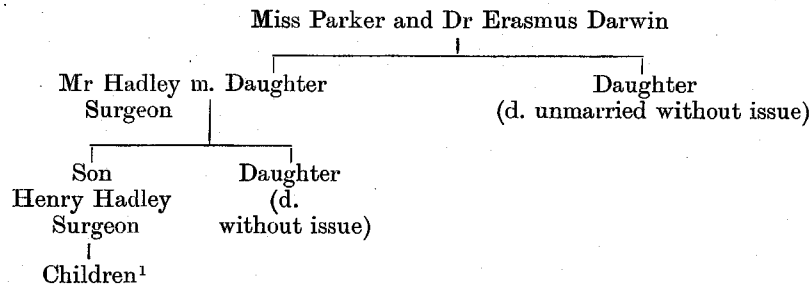 Miss Parker and Dr Erasmus Darwin
Mr Hadley m. Daughter
Surgeon
Daughter
(d. unmarried without issue)
Son
Henry Hadley
Surgeon
Daughter
(d.
without issue)
Children¹